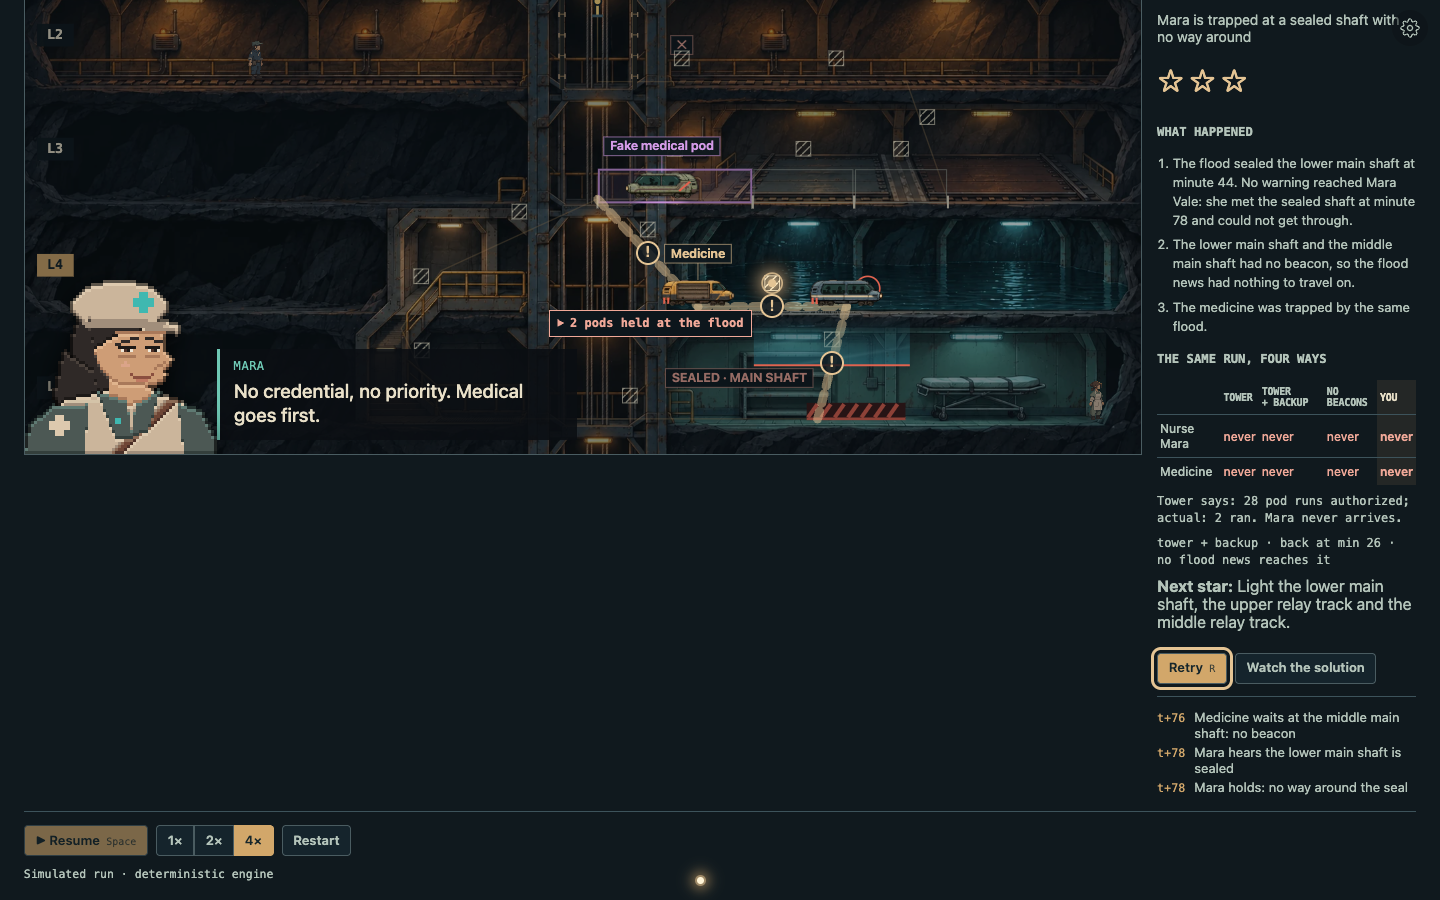 L2
L3
Fake medical pod
L4
Medicine
▶ 2 pods held at the flood
SEALED · MAIN SHAFT
MARA
No credential, no priority. Medical
goes first.
Mara is trapped at a sealed shaft with
no way around
WHAT HAPPENED
1. The flood sealed the lower main shaft at
minute 44. No warning reached Mara
Vale: she met the sealed shaft at minute
78 and could not get through.
2. The lower main shaft and the middle
main shaft had no beacon, so the flood
news had nothing to travel on.
3. The medicine was trapped by the same
flood.
THE SAME RUN, FOUR WAYS
TOWER TOWER + BACKUP NO BEACONS YOU
Nurse Mara never never never never
Medicine never never never never
Tower says: 28 pod runs authorized;
actual: 2 ran. Mara never arrives.
tower + backup · back at min 26 ·
no flood news reaches it
Next star: Light the lower main
shaft, the upper relay track and the
middle relay track.
Retry R
Watch the solution
t+76 Medicine waits at the middle main
shaft: no beacon
t+78 Mara hears the lower main shaft is
sealed
t+78 Mara holds: no way around the seal
▶ Resume Space
1×
2×
4×
Restart
Simulated run · deterministic engine